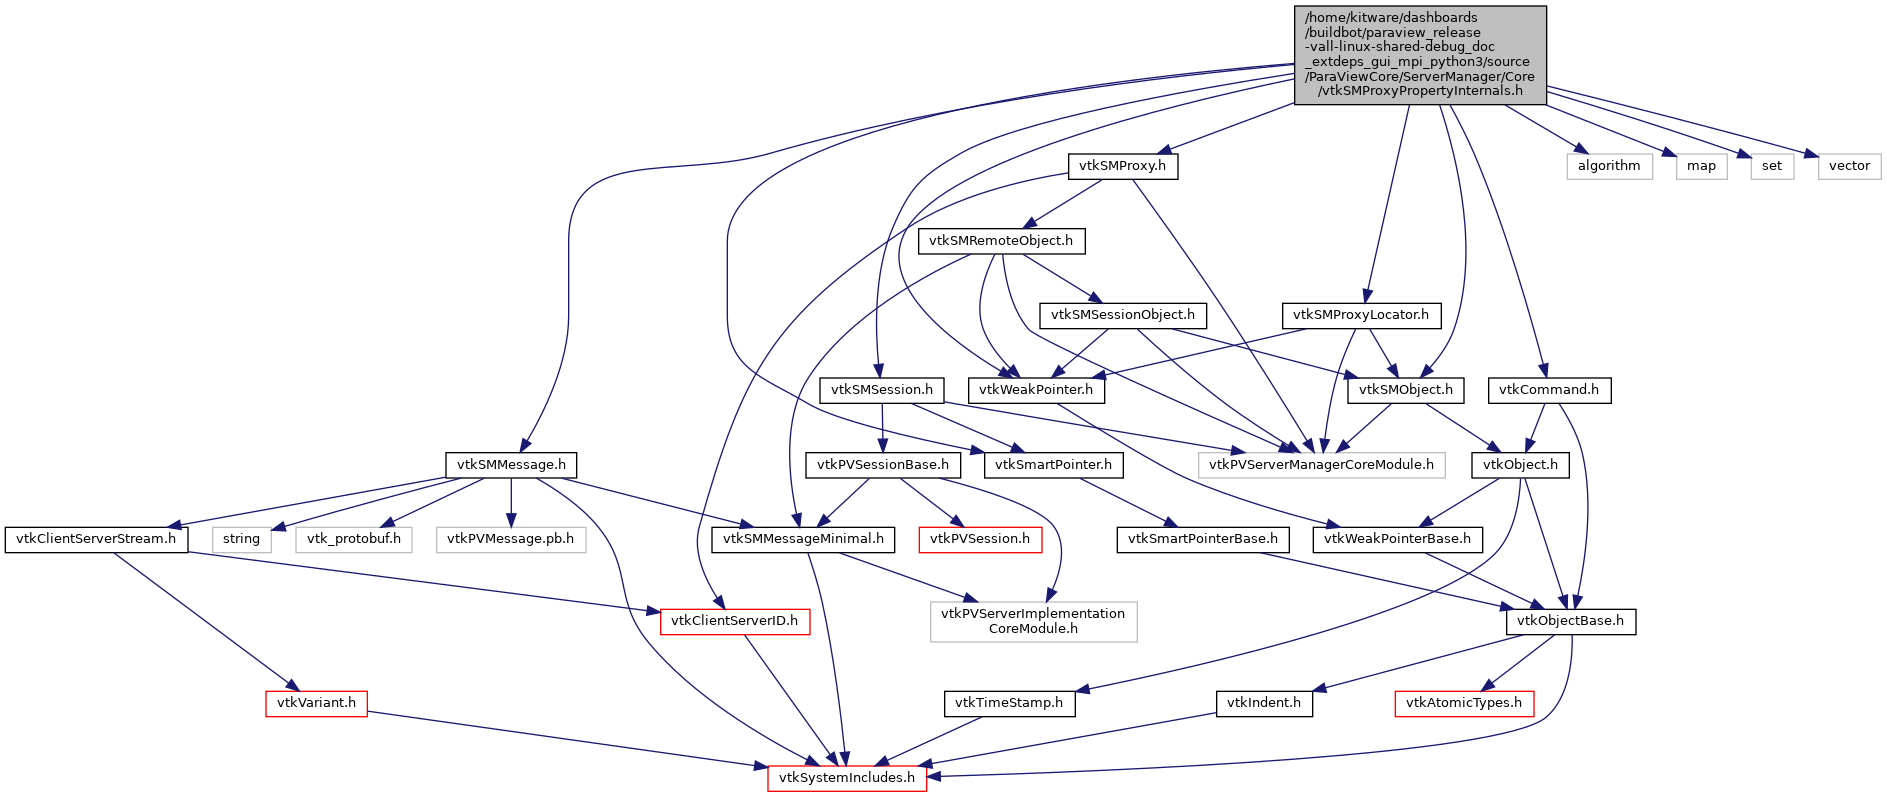 /home/kitware/dashboards
/buildbot/paraview_release
-vall-linux-shared-debug_doc
_extdeps_gui_mpi_python3/source
/ParaViewCore/ServerManager/Core
/vtkSMProxyPropertyInternals.h
vtkSMProxy.h
algorithm
map
set
vector
vtkSMRemoteObject.h
vtkSMSessionObject.h
vtkSMProxyLocator.h
vtkSMSession.h
vtkWeakPointer.h
vtkSMObject.h
vtkCommand.h
vtkSMMessage.h
vtkPVSessionBase.h
vtkSmartPointer.h
vtkPVServerManagerCoreModule.h
vtkObject.h
vtkClientServerStream.h
string
vtk_protobuf.h
vtkPVMessage.pb.h
vtkSMMessageMinimal.h
vtkPVSession.h
vtkSmartPointerBase.h
vtkWeakPointerBase.h
vtkClientServerID.h
vtkPVServerImplementation
CoreModule.h
vtkObjectBase.h
vtkVariant.h
vtkTimeStamp.h
vtkIndent.h
vtkAtomicTypes.h
vtkSystemIncludes.h